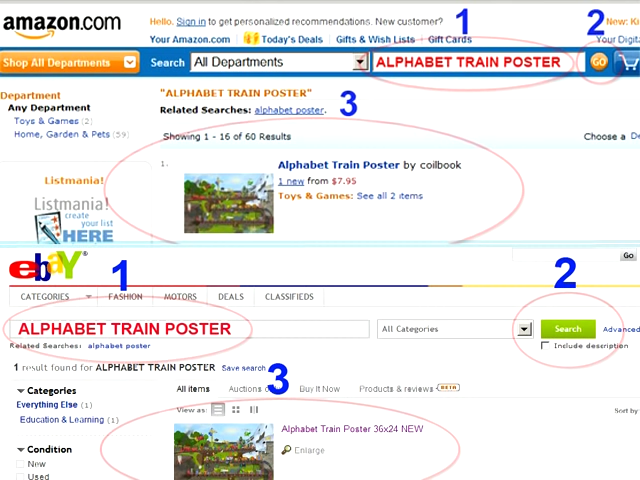 amazon.com
Hello. Sign in to get personalized recommendations. New customer?
1
2
New: Ki
Your Amazon.com Today's Deals Gifts & Wish Lists Gift Cards Your Digita
Shop All Departments Search All Departments ALPHABET TRAIN POSTER GO
Department
Any Department
Toys & Games (2)
Home, Garden & Pets (59)
"ALPHABET TRAIN POSTER"
Related Searches: alphabet poster.
3
Showing 1 - 16 of 60 Results Choose a De
1.
Alphabet Train Poster by coilbook
1 new from $7.95
Toys & Games: See all 2 items
Listmania!
Listmania!
create
your list
HERE
ebaY®
1
2
Go
CATEGORIES FASHION MOTORS DEALS CLASSIFIEDS
ALPHABET TRAIN POSTER All Categories Search Advanced
Related Searches: alphabet poster Include description
1 result found for ALPHABET TRAIN POSTER Save search
3
Categories
Everything Else (1)
Education & Learning (1)
Condition
New
Used
All items Auctions Buy It Now Products & reviews BETA
View as: Sort by
Alphabet Train Poster 36x24 NEW
Enlarge